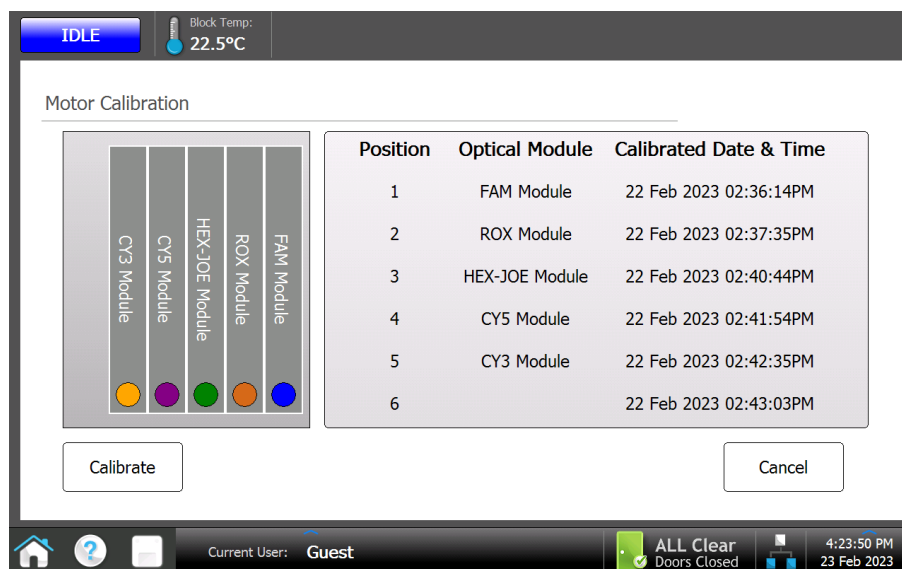 IDLE
Block Temp:
22.5°C
Motor Calibration
CY3 Module
CY5 Module
HEX-JOE Module
ROX Module
FAM Module
Position Optical Module Calibrated Date & Time
1 FAM Module 22 Feb 2023 02:36:14PM
2 ROX Module 22 Feb 2023 02:37:35PM
3 HEX-JOE Module 22 Feb 2023 02:40:44PM
4 CY5 Module 22 Feb 2023 02:41:54PM
5 CY3 Module 22 Feb 2023 02:42:35PM
6 22 Feb 2023 02:43:03PM
Calibrate
Cancel
?
Current User: Guest
ALL Clear
Doors Closed
4:23:50 PM
23 Feb 2023